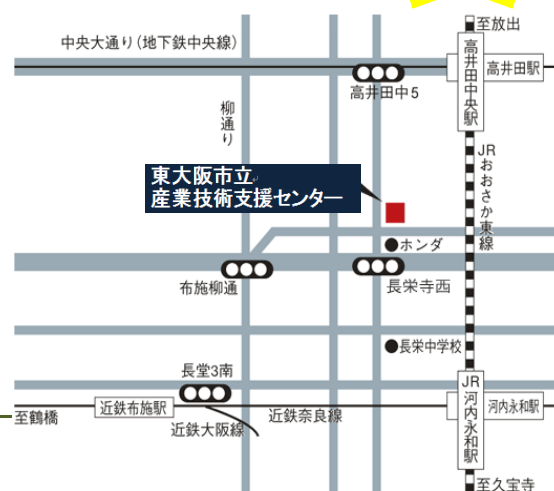 至放出
中央大通り(地下鉄中央線)
高井田中央駅
高井田駅
高井田中5
柳通り
JRおおさか東線
東大阪市立
産業技術支援センター
ホンダ
布施柳通
長栄寺西
長栄中学校
長堂3南
JR河内永和駅
近鉄布施駅
河内永和駅
至鶴橋
近鉄大阪線
近鉄奈良線
至久宝寺